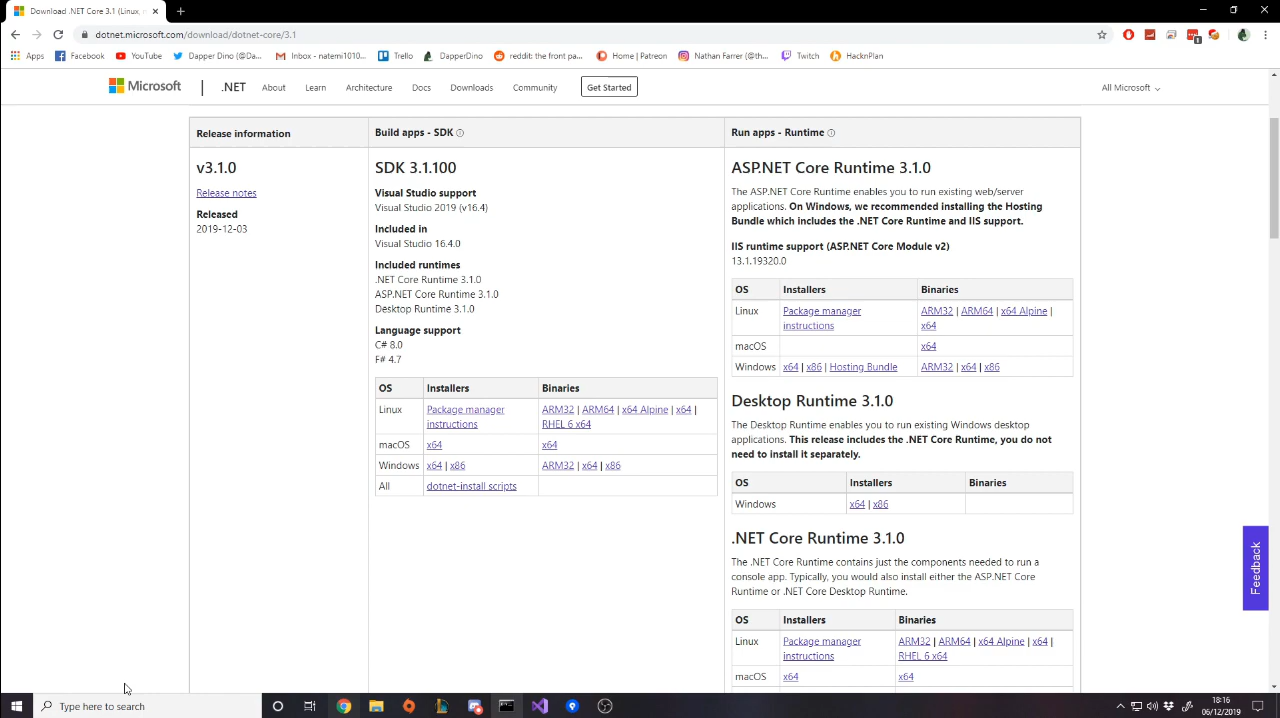 Download .NET Core 3.1 (Linux, r
dotnet.microsoft.com/download/dotnet-core/3.1
Apps Facebook YouTube Dapper Dino (@Da... Inbox - natemi1010... Trello DapperDino reddit: the front pa... Home | Patreon Nathan Farrer (@th... Twitch HacknPlan
Microsoft | .NET About Learn Architecture Docs Downloads Community Get Started All Microsoft
Release information
v3.1.0
Release notes
Released
2019-12-03
Build apps - SDK
SDK 3.1.100
Visual Studio support
Visual Studio 2019 (v16.4)
Included in
Visual Studio 16.4.0
Included runtimes
.NET Core Runtime 3.1.0
ASP.NET Core Runtime 3.1.0
Desktop Runtime 3.1.0
Language support
C# 8.0
F# 4.7
OS Installers Binaries
Linux Package manager instructions ARM32 | ARM64 | x64 Alpine | x64 | RHEL 6 x64
macOS x64 x64
Windows x64 | x86 ARM32 | x64 | x86
All dotnet-install scripts
Run apps - Runtime
ASP.NET Core Runtime 3.1.0
The ASP.NET Core Runtime enables you to run existing web/server
applications. On Windows, we recommended installing the Hosting
Bundle which includes the .NET Core Runtime and IIS support.
IIS runtime support (ASP.NET Core Module v2)
13.1.19320.0
OS Installers Binaries
Linux Package manager instructions ARM32 | ARM64 | x64 Alpine | x64
macOS x64
Windows x64 | x86 | Hosting Bundle ARM32 | x64 | x86
Desktop Runtime 3.1.0
The Desktop Runtime enables you to run existing Windows desktop
applications. This release includes the .NET Core Runtime, you do not
need to install it separately.
OS Installers Binaries
Windows x64 | x86
.NET Core Runtime 3.1.0
The .NET Core Runtime contains just the components needed to run a
console app. Typically, you would also install either the ASP.NET Core
Runtime or .NET Core Desktop Runtime.
OS Installers Binaries
Linux Package manager instructions ARM32 | ARM64 | x64 Alpine | x64 | RHEL 6 x64
macOS x64 x64
Feedback
Type here to search
18:16
06/12/2019